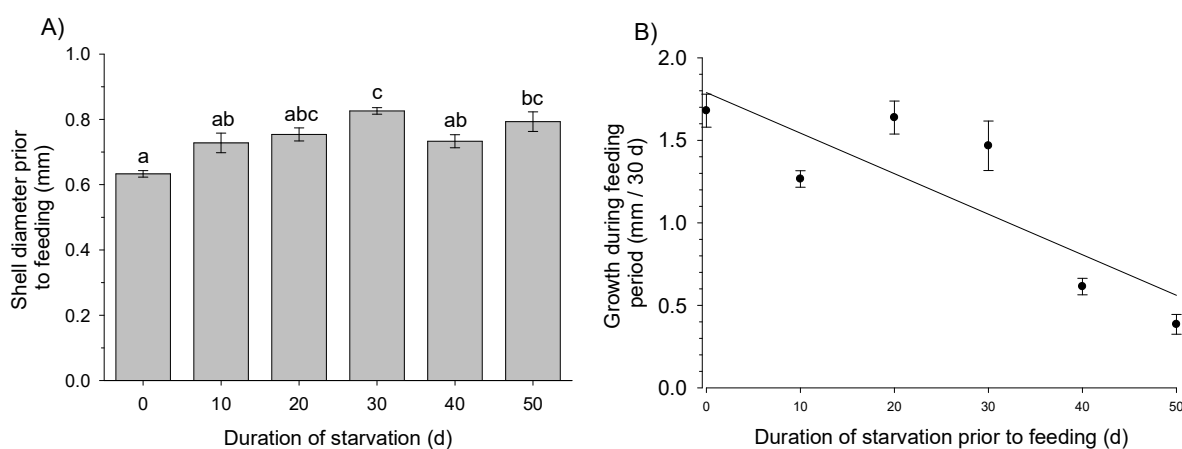 A)
Shell diameter prior
to feeding (mm)
1.0
0.8
0.6
0.4
0.2
0.0
a
ab
abc
c
ab
bc
0 10 20 30 40 50
Duration of starvation (d)
B)
Growth during feeding
period (mm / 30 d)
2.0
1.5
1.0
0.5
0.0
0 10 20 30 40 50
Duration of starvation prior to feeding (d)